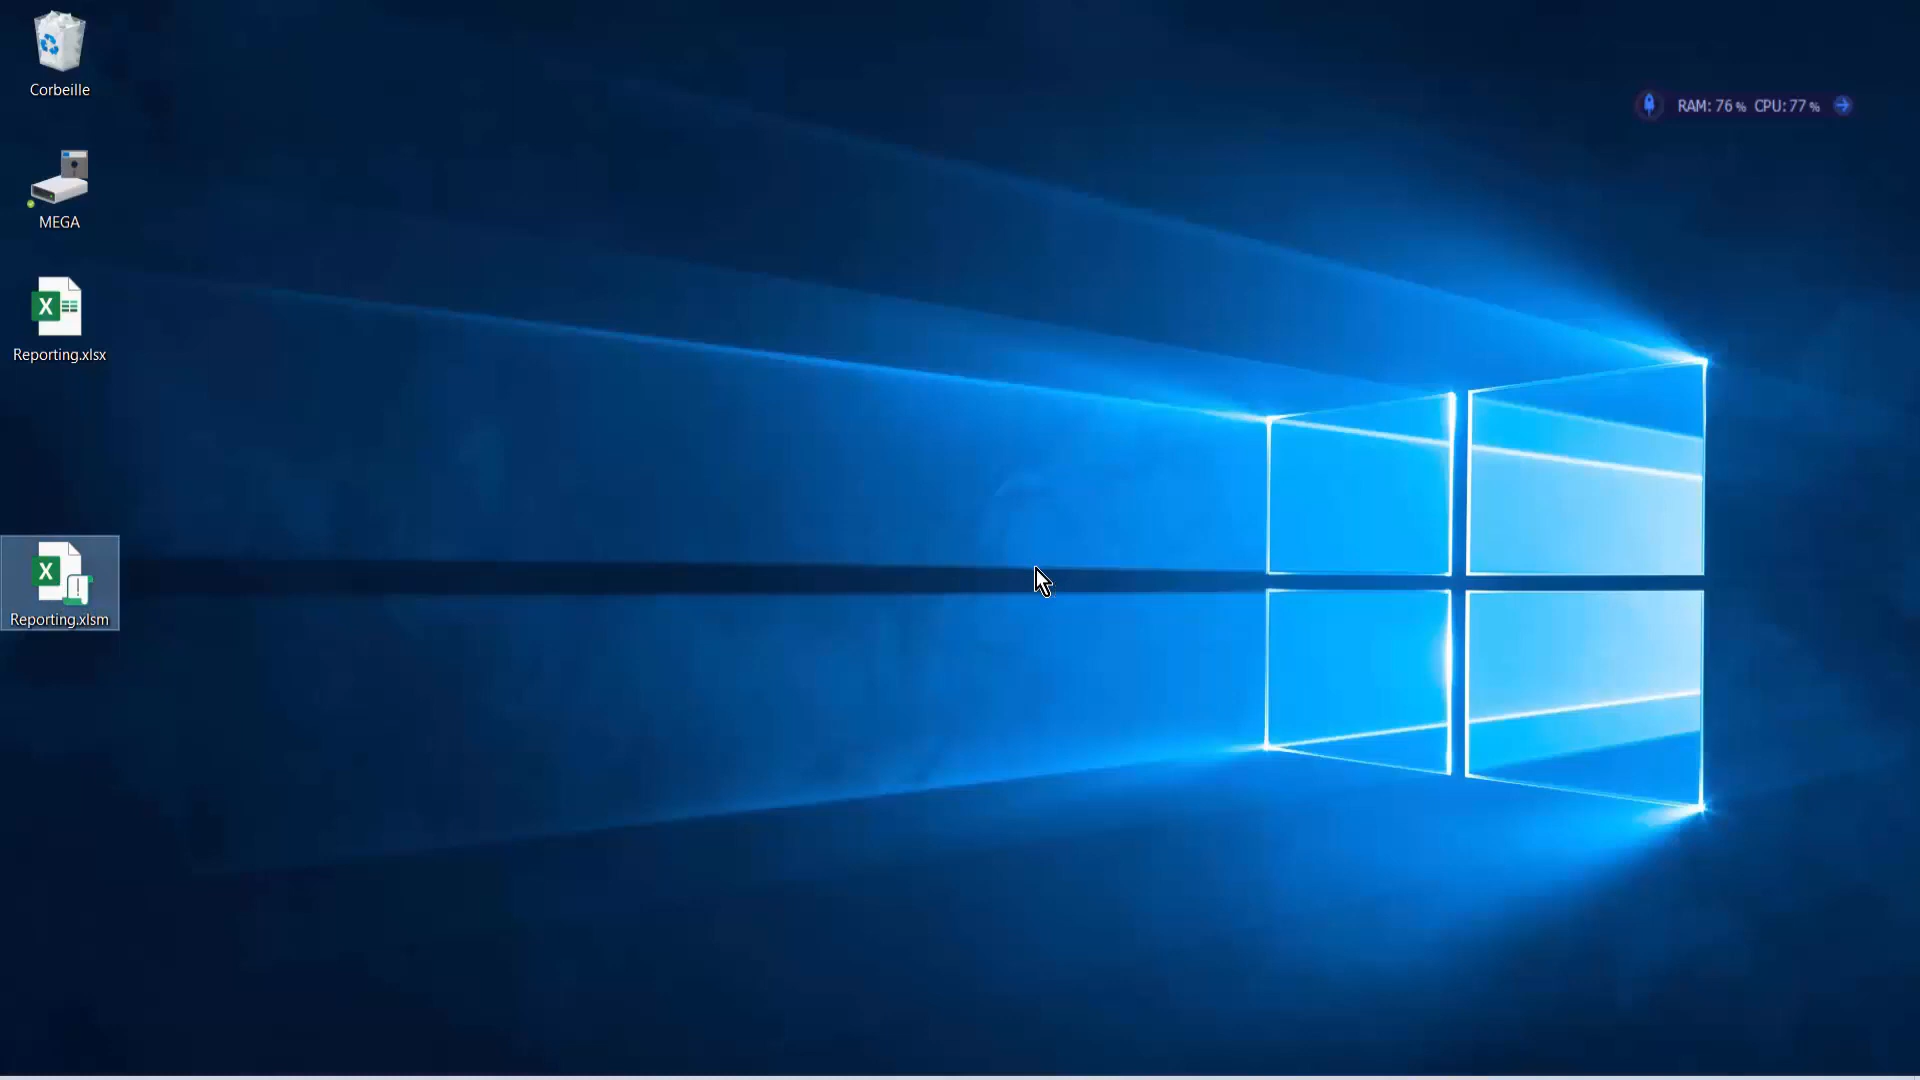 Corbeille
RAM: 76 % CPU: 77 %
MEGA
X
Reporting.xlsx
X
Reporting.xlsm